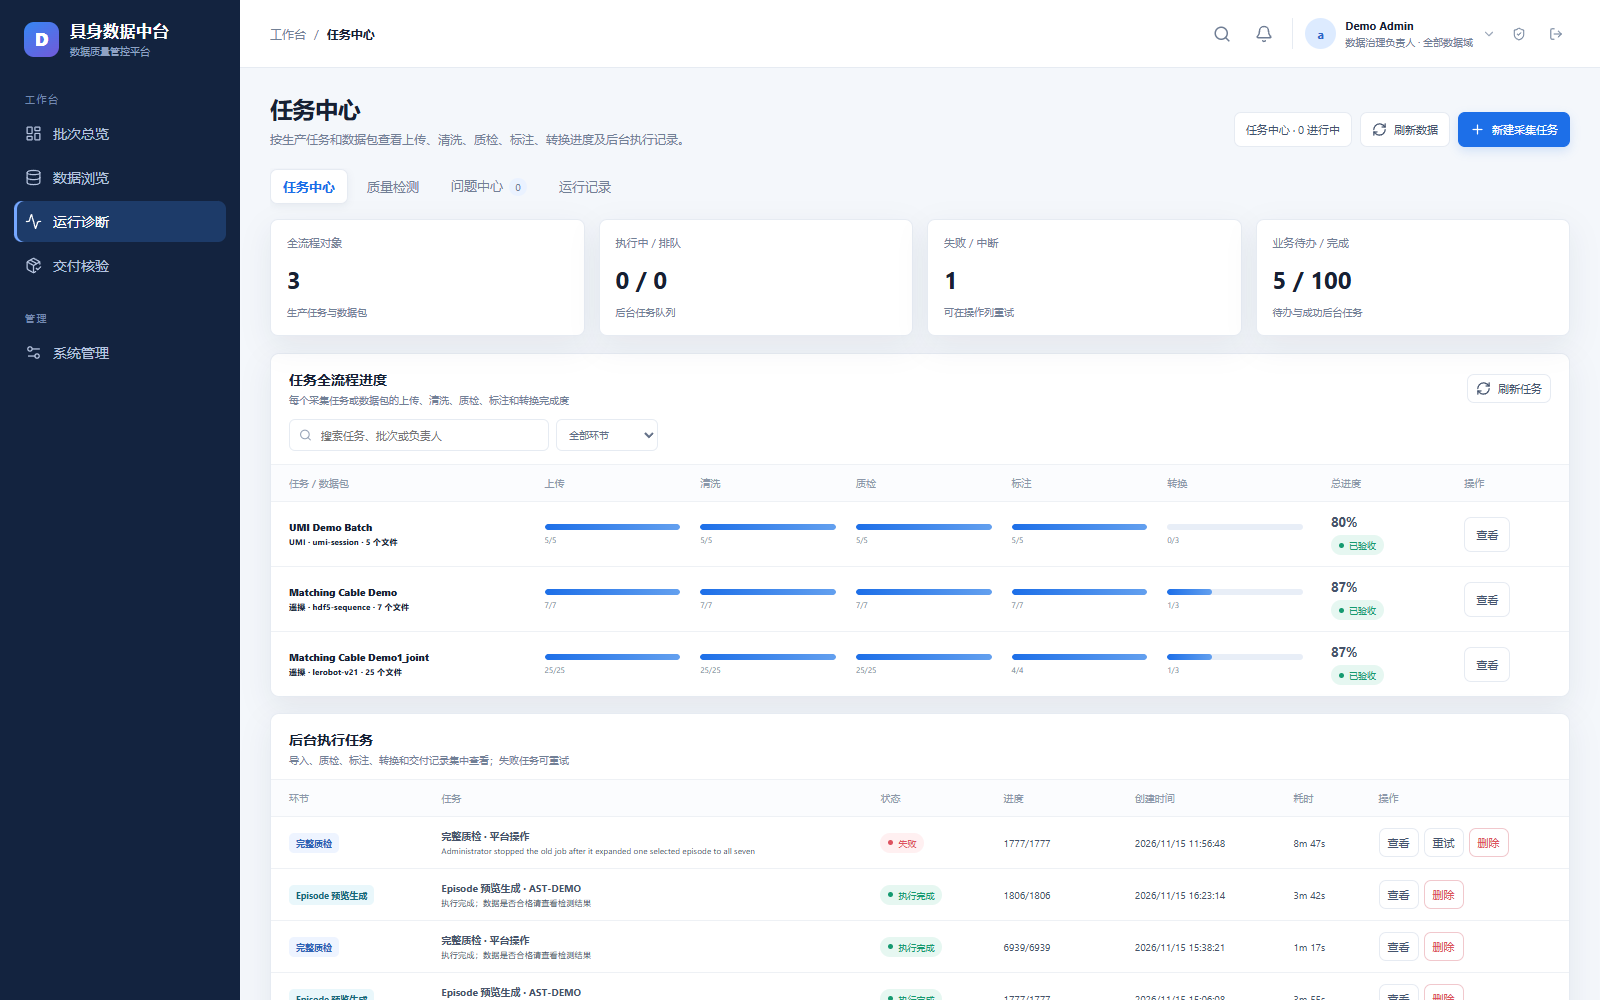 D
具身数据中台
数据质量管控平台
工作台
批次总览
数据浏览
运行诊断
交付核验
管理
系统管理
工作台 / 任务中心
a
Demo Admin
数据治理负责人 · 全部数据域
任务中心
按生产任务和数据包查看上传、清洗、质检、标注、转换进度及后台执行记录。
任务中心 · 0 进行中
刷新数据
新建采集任务
任务中心
质量检测
问题中心 0
运行记录
全流程对象
3
生产任务与数据包
执行中 / 排队
0 / 0
后台任务队列
失败 / 中断
1
可在操作列重试
业务待办 / 完成
5 / 100
待办与成功后台任务
任务全流程进度
每个采集任务或数据包的上传、清洗、质检、标注和转换完成度
刷新任务
搜索任务、批次或负责人
全部环节
任务 / 数据包 上传 清洗 质检 标注 转换 总进度 操作
UMI Demo Batch
UMI · umi-session · 5 个文件
5/5 5/5 5/5 5/5 0/3
80%
已验收
查看
Matching Cable Demo
遥操 · hdf5-sequence · 7 个文件
7/7 7/7 7/7 7/7 1/3
87%
已验收
查看
Matching Cable Demo1_joint
遥操 · lerobot-v21 · 25 个文件
25/25 25/25 25/25 4/4 1/3
87%
已验收
查看
后台执行任务
导入、质检、标注、转换和交付记录集中查看；失败任务可重试
环节 任务 状态 进度 创建时间 耗时 操作
完整质检
完整质检 · 平台操作
Administrator stopped the old job after it expanded one selected episode to all seven
失败 1777/1777 2026/11/15 11:56:48 8m 47s 查看 重试 删除
Episode 预览生成
Episode 预览生成 · AST-DEMO
执行完成；数据是否合格请查看检测结果
执行完成 1806/1806 2026/11/15 16:23:14 3m 42s 查看 删除
完整质检
完整质检 · 平台操作
执行完成；数据是否合格请查看检测结果
执行完成 6939/6939 2026/11/15 15:38:21 1m 17s 查看 删除
Episode 预览生成
Episode 预览生成 · AST-DEMO
执行完成 1777/1777 2026/11/15 15:06:08 3m 55s 查看 删除